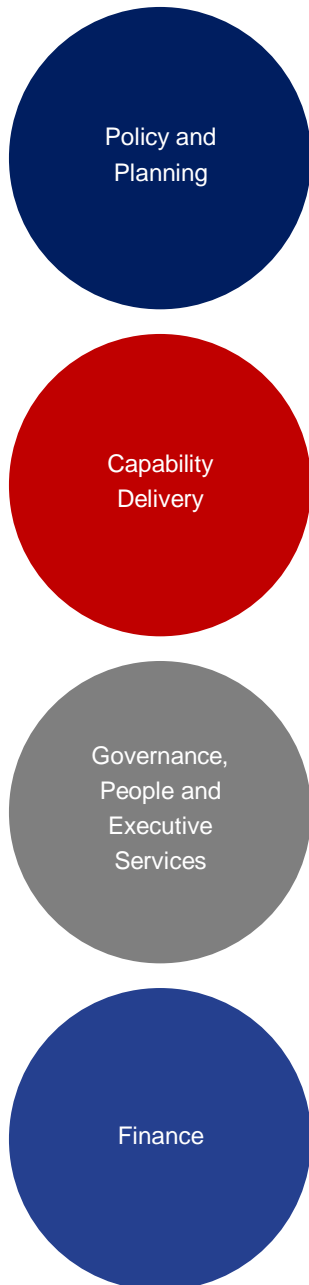 Policy and
Planning
Capability
Delivery
Governance,
People and
Executive
Services
Finance